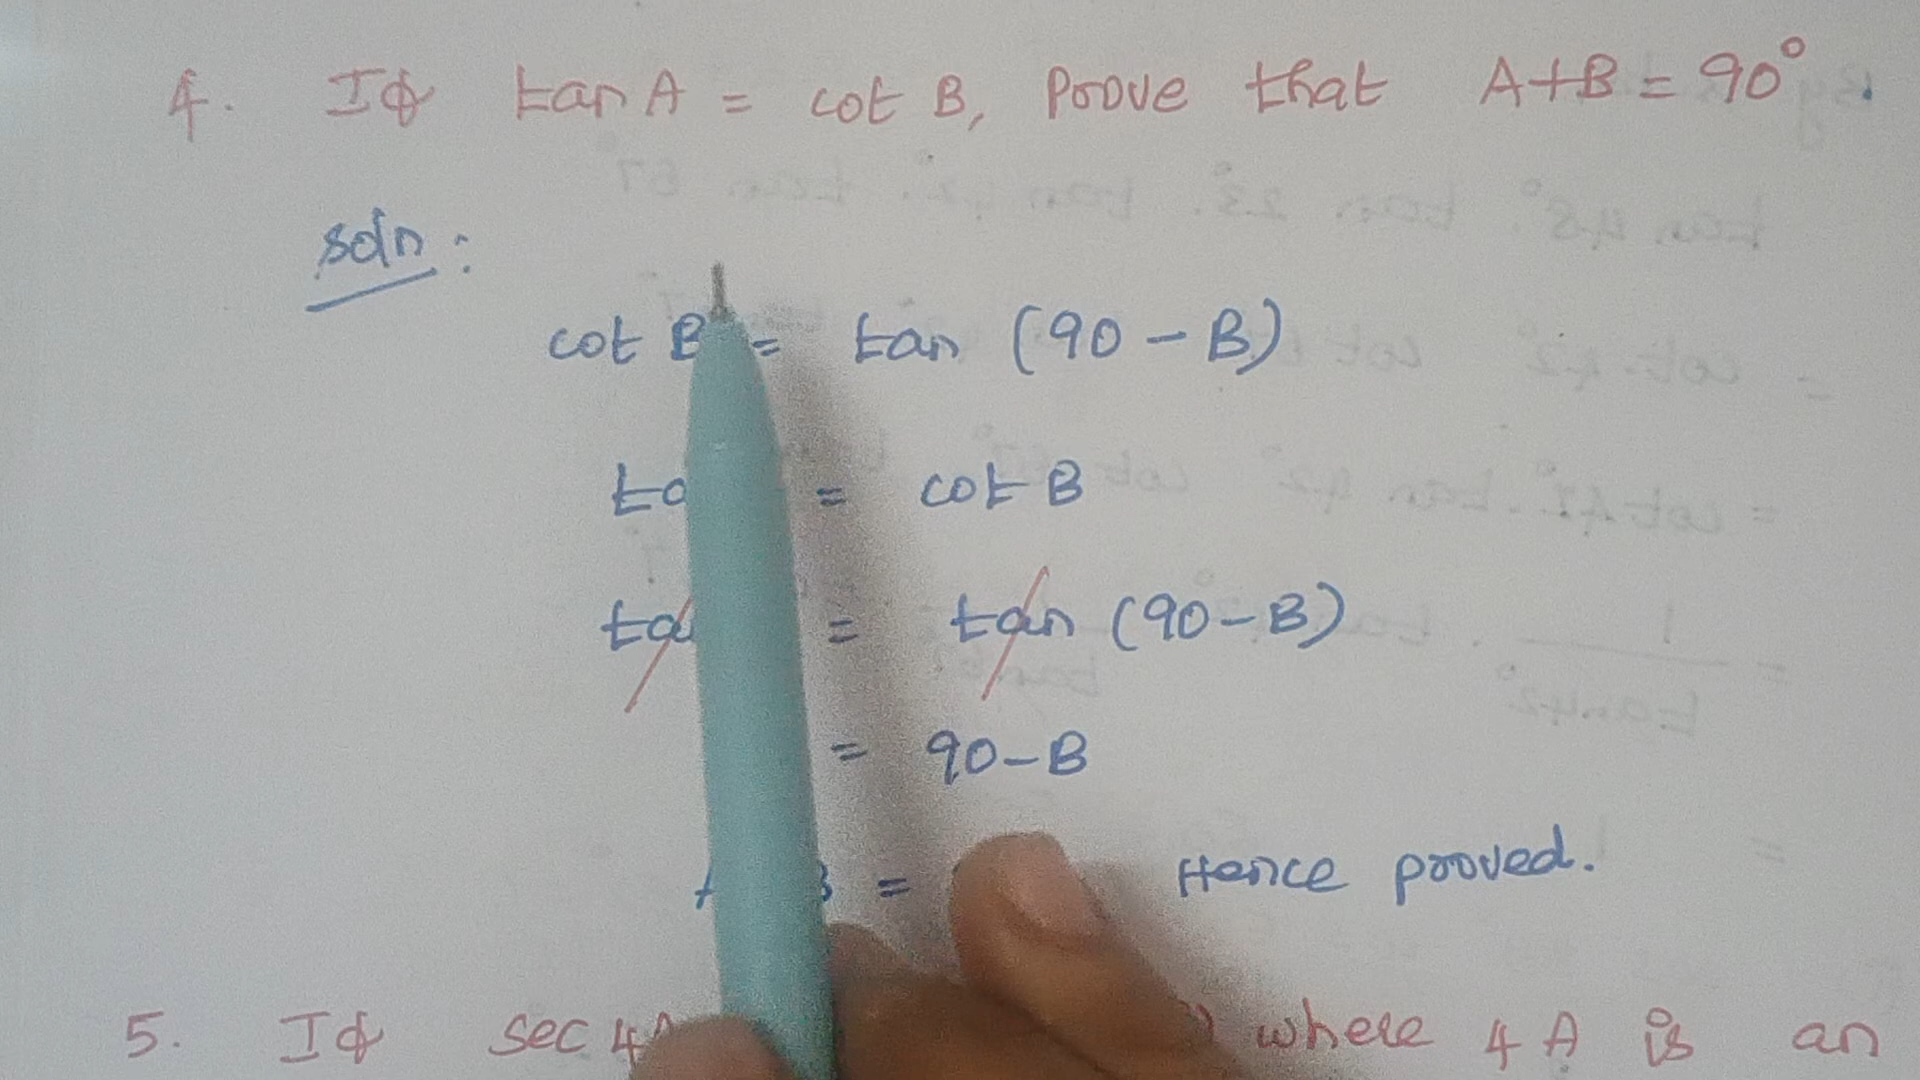 4. If tan A = cot B, Prove that A+B = 90°.
soln:
cot B = tan (90 - B)
= cot B
= tan (90-B)
= 90-B
= Hence proved.
5. If sec 4A where 4 A is an